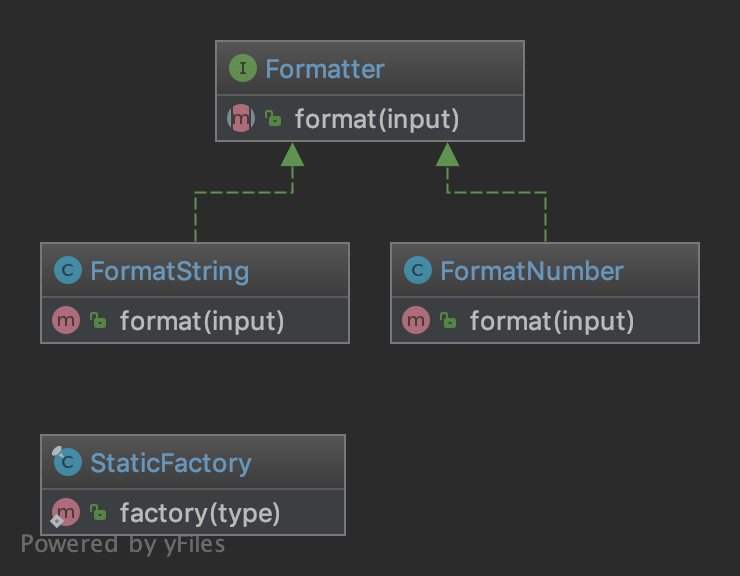 I Formatter
m format(input)
C FormatString
m format(input)
C FormatNumber
m format(input)
C StaticFactory
m factory(type)
Powered by yFiles